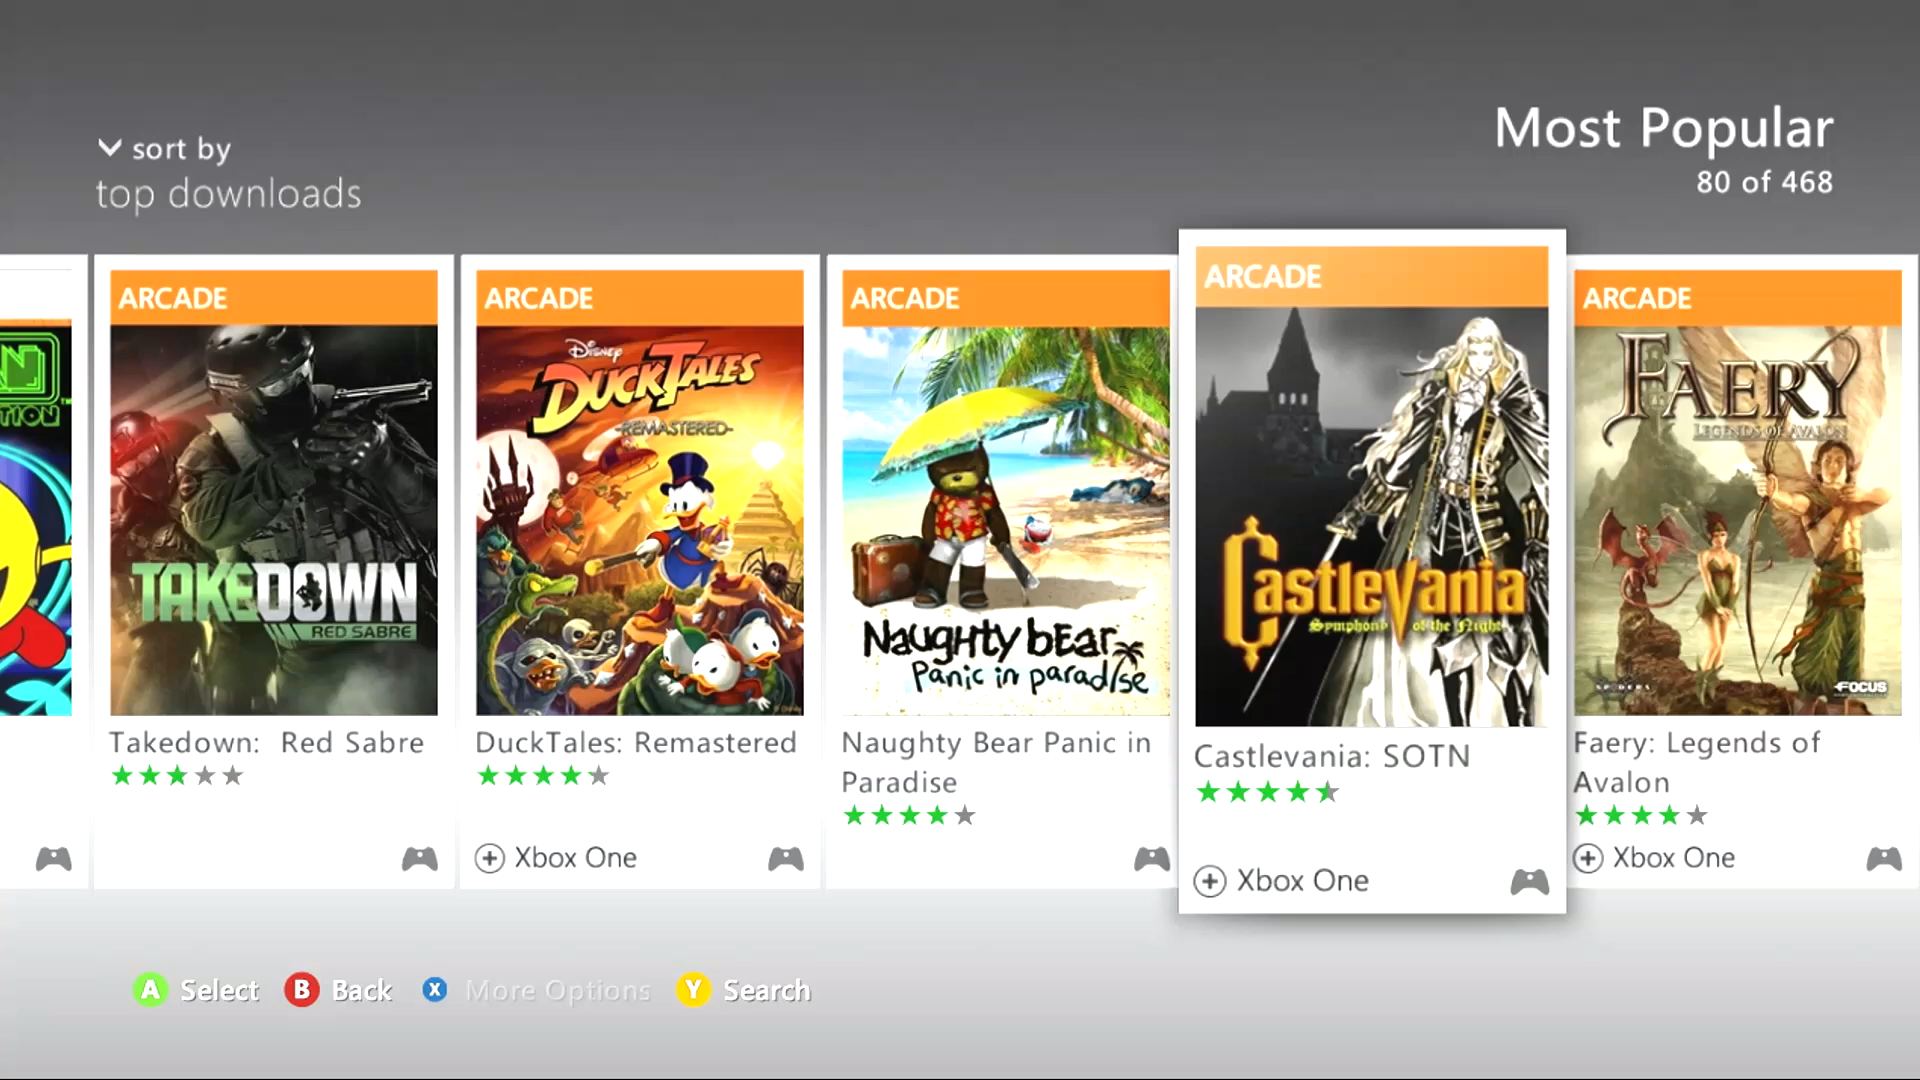 sort by
top downloads
Most Popular
80 of 468
N
TION
ARCADE
TAKEDOWN
RED SABRE
Takedown:  Red Sabre
ARCADE
Disney
DUCKTALES
-REMASTERED-
DuckTales: Remastered
+ Xbox One
ARCADE
Naughty bEar
Panic in paradise
Naughty Bear Panic in
Paradise
ARCADE
Castlevania
Symphony of the Night
Castlevania: SOTN
+ Xbox One
ARCADE
FAERY
LEGENDS OF AVALON
SPIDERS
FOCUS
Faery: Legends of
Avalon
+ Xbox One
A Select B Back X More Options Y Search